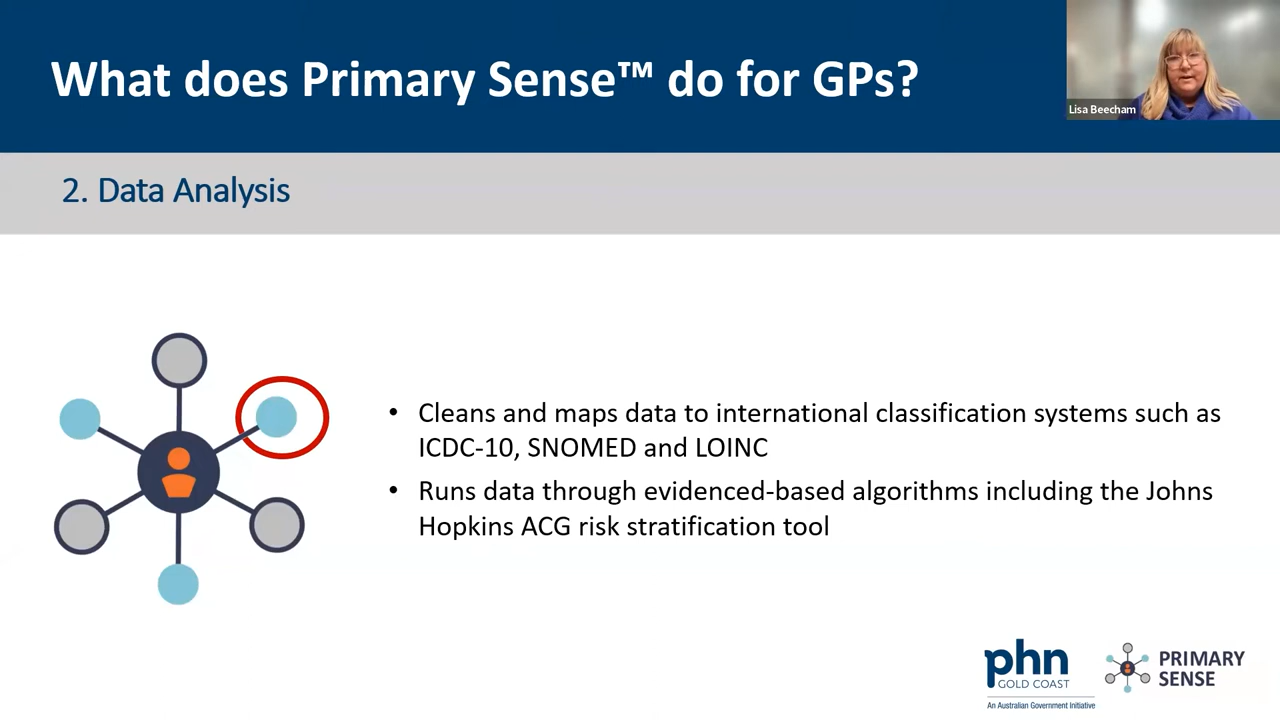 What does Primary Sense™ do for GPs?
Lisa Beecham
2. Data Analysis
• Cleans and maps data to international classification systems such as
ICDC-10, SNOMED and LOINC
• Runs data through evidenced-based algorithms including the Johns
Hopkins ACG risk stratification tool
phn
GOLD COAST
An Australian Government Initiative
PRIMARY
SENSE